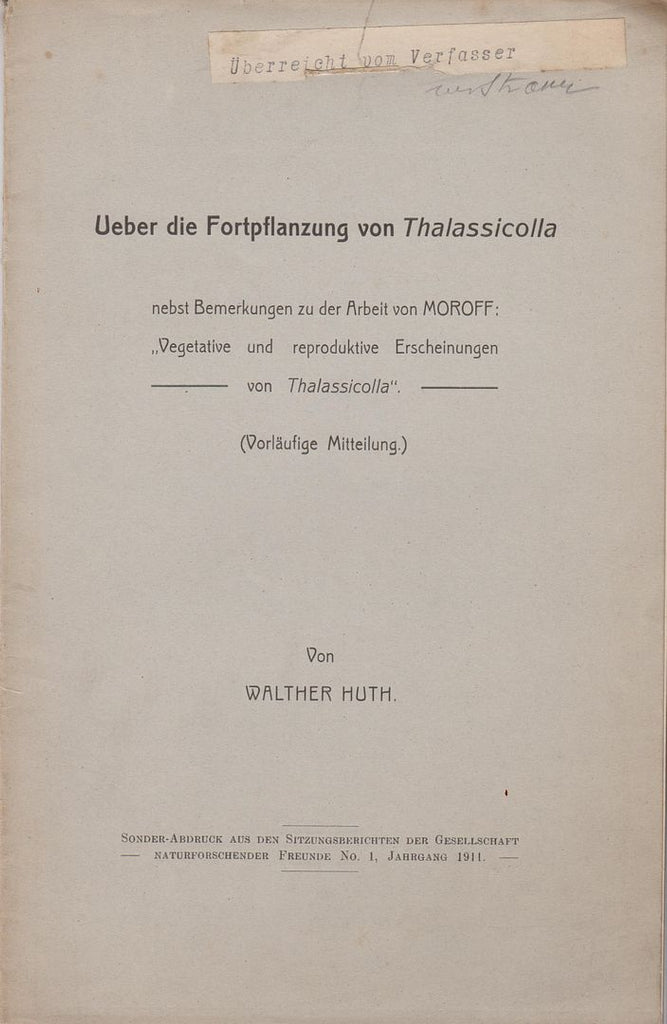 Überreicht vom Verfasser
Ueber die Fortpflanzung von Thalassicolla
nebst Bemerkungen zu der Arbeit von MOROFF:
„Vegetative und reproduktive Erscheinungen
von Thalassicolla“.
(Vorläufige Mitteilung.)
Von
WALTHER HUTH.
SONDER-ABDRUCK AUS DEN SITZUNGSBERICHTEN DER GESELLSCHAFT
NATURFORSCHENDER FREUNDE No. 1, JAHRGANG 1911.